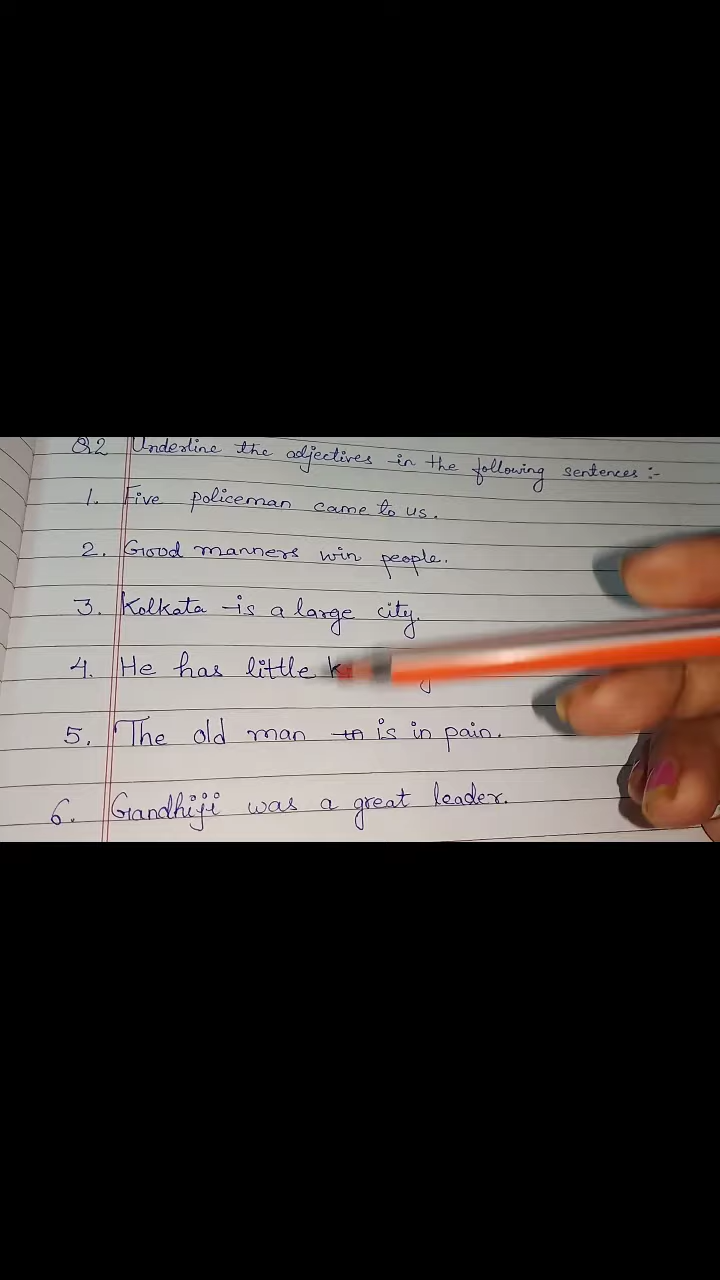 Q2 Underline the adjectives in the following sentences :-
1. Five policeman came to us.
2. Good manners win people.
3. Kolkata is a large city.
4. He has little
5. The old man is in pain.
6. Gandhiji was a great leader.